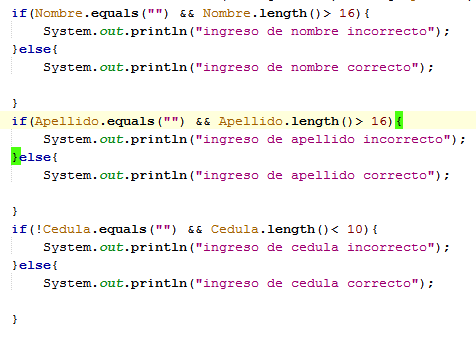 if(Nombre.equals("") && Nombre.length()> 16){
System.out.println("ingreso de nombre incorrecto");
}else{
System.out.println("ingreso de nombre correcto");
}
if(Apellido.equals("") && Apellido.length()> 16){
System.out.println("ingreso de apellido incorrecto");
}else{
System.out.println("ingreso de apellido correcto");
}
if(!Cedula.equals("") && Cedula.length()< 10){
System.out.println("ingreso de cedula incorrecto");
}else{
System.out.println("ingreso de cedula correcto");
}